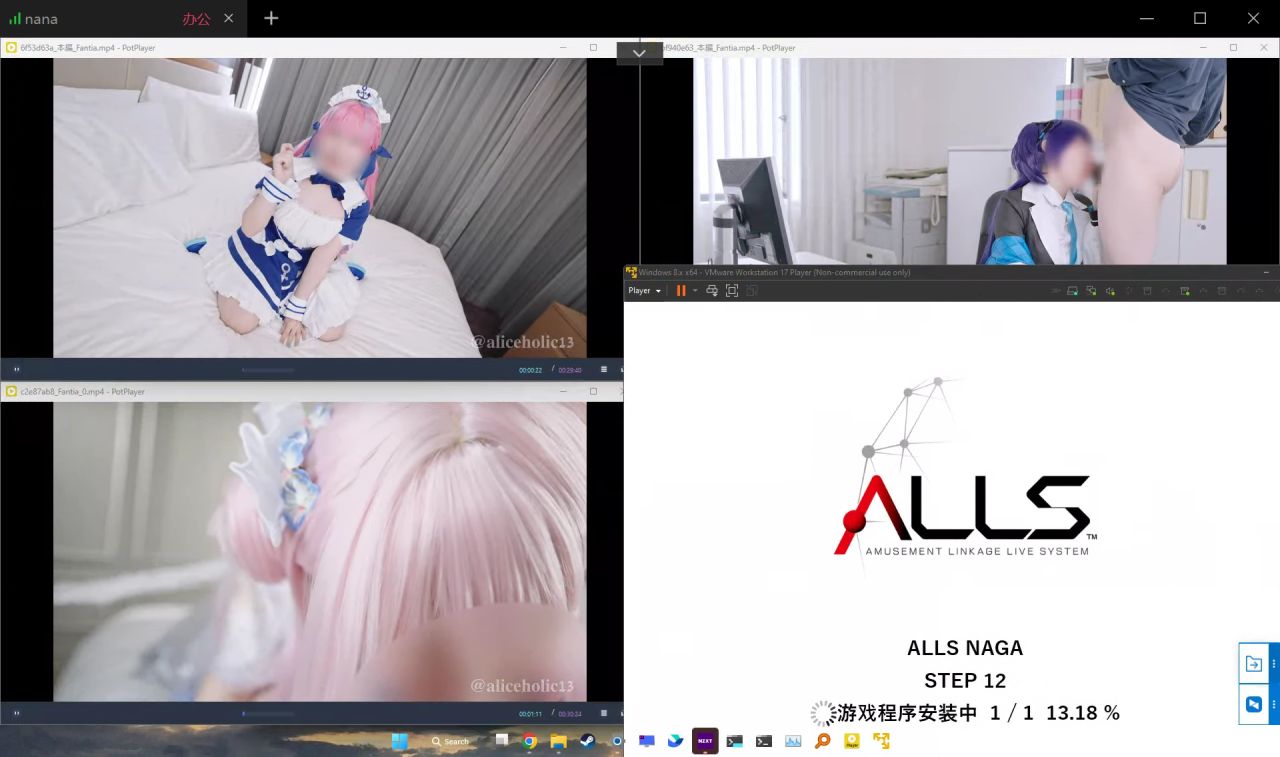 nana 办公
6f53d63a_本編_Fantia.mp4 - PotPlayer
f940e63_本編_Fantia.mp4 - PotPlayer
@aliceholic13
00:00:22 / 00:29:40
Windows 8.x x64 - VMware Workstation 17 Player (Non-commercial use only)
Player
c2e87ab8_Fantia_0.mp4 - PotPlayer
ALLS™
AMUSEMENT LINKAGE LIVE SYSTEM
@aliceholic13
ALLS NAGA
STEP 12
游戏程序安装中 1 / 1 13.18 %
00:01:11 / 00:30:34
Search
NZXT